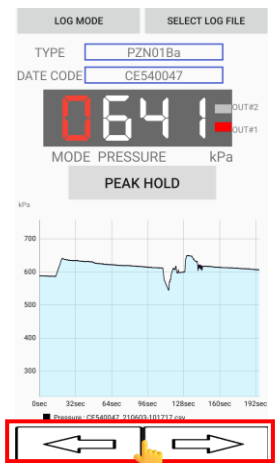 LOG MODE SELECT LOG FILE
TYPE PZN01Ba
DATE CODE CE540047
0641 OUT#2
OUT#1
MODE PRESSURE kPa
PEAK HOLD
kPa
700
600
500
400
300
0sec 32sec 64sec 96sec 128sec 160sec 192sec
Pressure : CE540047_210603-101717.csv